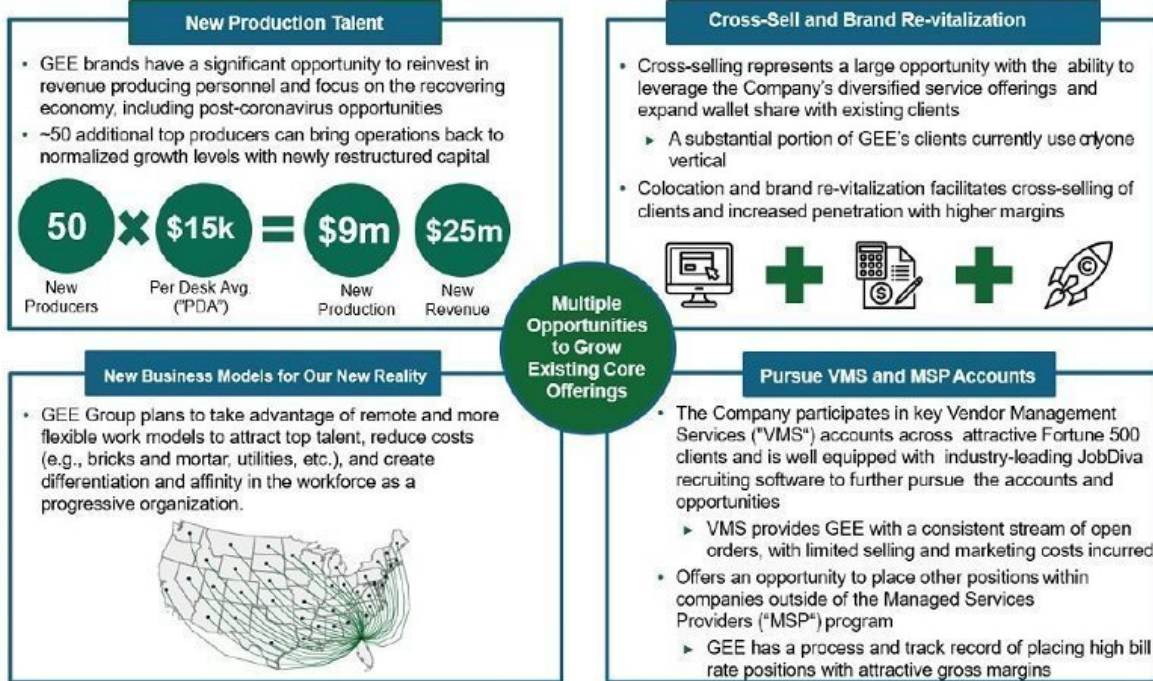 New Production Talent
• GEE brands have a significant opportunity to reinvest in
revenue producing personnel and focus on the recovering
economy, including post-coronavirus opportunities
• ~50 additional top producers can bring operations back to
normalized growth levels with newly restructured capital
50 × $15k = $9m $25m
New
Producers
Per Desk Avg.
("PDA")
New
Production
New
Revenue
Cross-Sell and Brand Re-vitalization
• Cross-selling represents a large opportunity with the ability to
leverage the Company's diversified service offerings and
expand wallet share with existing clients
▸ A substantial portion of GEE's clients currently use onlyone
vertical
• Colocation and brand re-vitalization facilitates cross-selling of
clients and increased penetration with higher margins
Multiple
Opportunities
to Grow
Existing Core
Offerings
New Business Models for Our New Reality
• GEE Group plans to take advantage of remote and more
flexible work models to attract top talent, reduce costs
(e.g., bricks and mortar, utilities, etc.), and create
differentiation and affinity in the workforce as a
progressive organization.
Pursue VMS and MSP Accounts
• The Company participates in key Vendor Management
Services ("VMS") accounts across attractive Fortune 500
clients and is well equipped with industry-leading JobDiva
recruiting software to further pursue the accounts and
opportunities
▸ VMS provides GEE with a consistent stream of open
orders, with limited selling and marketing costs incurred
• Offers an opportunity to place other positions within
companies outside of the Managed Services
Providers ("MSP") program
▸ GEE has a process and track record of placing high bill
rate positions with attractive gross margins